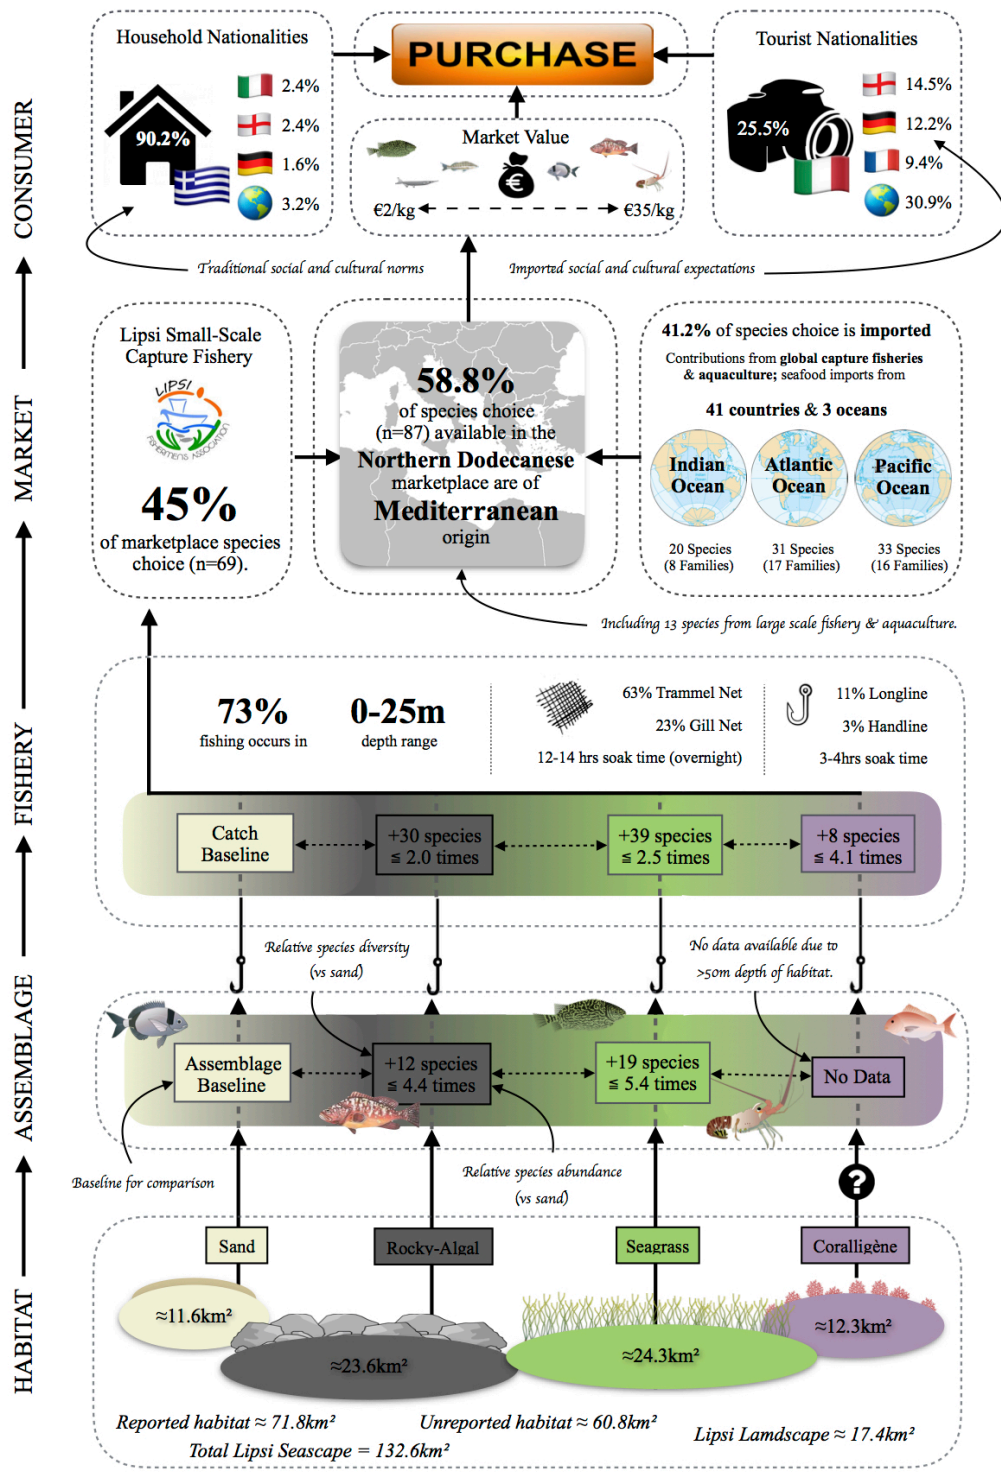 CONSUMER
MARKET
FISHERY
ASSEMBLAGE
HABITAT
Household Nationalities
90.2%
2.4%
2.4%
1.6%
3.2%
PURCHASE
Market Value
€
€2/kg
€35/kg
Tourist Nationalities
25.5%
14.5%
12.2%
9.4%
30.9%
Traditional social and cultural norms
Imported social and cultural expectations
Lipsi Small-Scale
Capture Fishery
LIPSI
FISHERMENS ASSOCIATION
45%
of marketplace species
choice (n=69).
58.8%
of species choice
(n=87) available in the
Northern Dodecanese
marketplace are of
Mediterranean
origin
41.2% of species choice is imported
Contributions from global capture fisheries
& aquaculture; seafood imports from
41 countries & 3 oceans
Indian
Ocean
Atlantic
Ocean
Pacific
Ocean
20 Species
(8 Families)
31 Species
(17 Families)
33 Species
(16 Families)
Including 13 species from large scale fishery & aquaculture.
73%
fishing occurs in
0-25m
depth range
63% Trammel Net
23% Gill Net
12-14 hrs soak time (overnight)
11% Longline
3% Handline
3-4hrs soak time
Catch
Baseline
+30 species
≦ 2.0 times
+39 species
≦ 2.5 times
+8 species
≦ 4.1 times
Relative species diversity
(vs sand)
No data available due to
>50m depth of habitat.
Assemblage
Baseline
+12 species
≦ 4.4 times
+19 species
≦ 5.4 times
No Data
Baseline for comparison
Relative species abundance
(vs sand)
?
Sand
Rocky-Algal
Seagrass
Coralligène
≈11.6km²
≈23.6km²
≈24.3km²
≈12.3km²
Reported habitat ≈ 71.8km²
Unreported habitat ≈ 60.8km²
Total Lipsi Seascape = 132.6km²
Lipsi Lamdscape ≈ 17.4km²